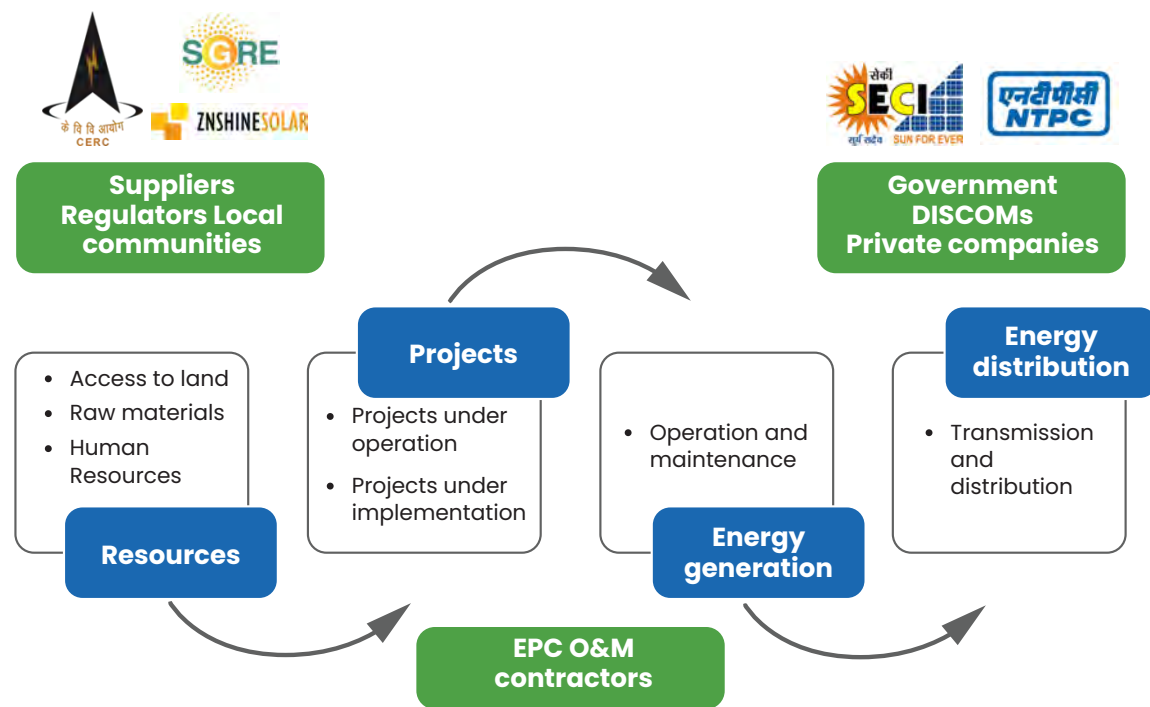 SGRE
के वि वि आयोग
CERC
ZNSHINESOLAR
सेकी
SECI
सूर्य सदैव SUN FOR EVER
एनटीपीसी
NTPC
Suppliers
Regulators Local
communities
Government
DISCOMs
Private companies
• Access to land
• Raw materials
• Human
Resources
Resources
Projects
• Projects under
operation
• Projects under
implementation
• Operation and
maintenance
Energy
generation
Energy
distribution
• Transmission
and
distribution
EPC O&M
contractors